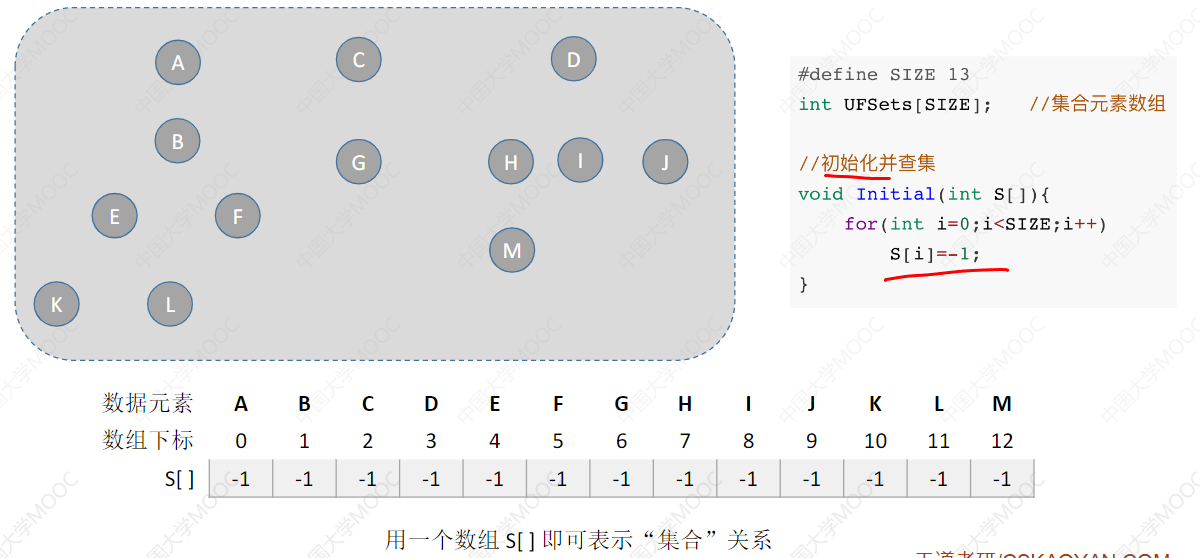 A C D
B G H I J
E F
M
K L
#define SIZE 13
int UFSets[SIZE]; //集合元素数组
//初始化并查集
void Initial(int S[]){
for(int i=0;i<SIZE;i++)
S[i]=-1;
}
数据元素 A B C D E F G H I J K L M
数组下标 0 1 2 3 4 5 6 7 8 9 10 11 12
S[ ] -1 -1 -1 -1 -1 -1 -1 -1 -1 -1 -1 -1 -1
用一个数组 S[ ] 即可表示“集合”关系
王道考研/CSKAOYAN.COM
中国大学MOOC